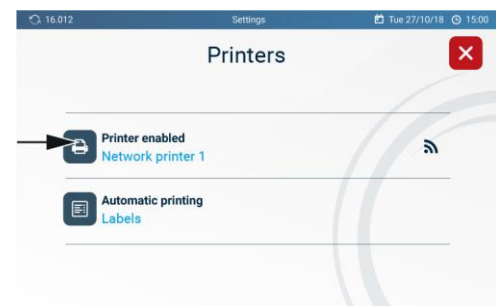 16.012 Settings Tue 27/10/18 15:00
Printers
Printer enabled
Network printer 1
Automatic printing
Labels